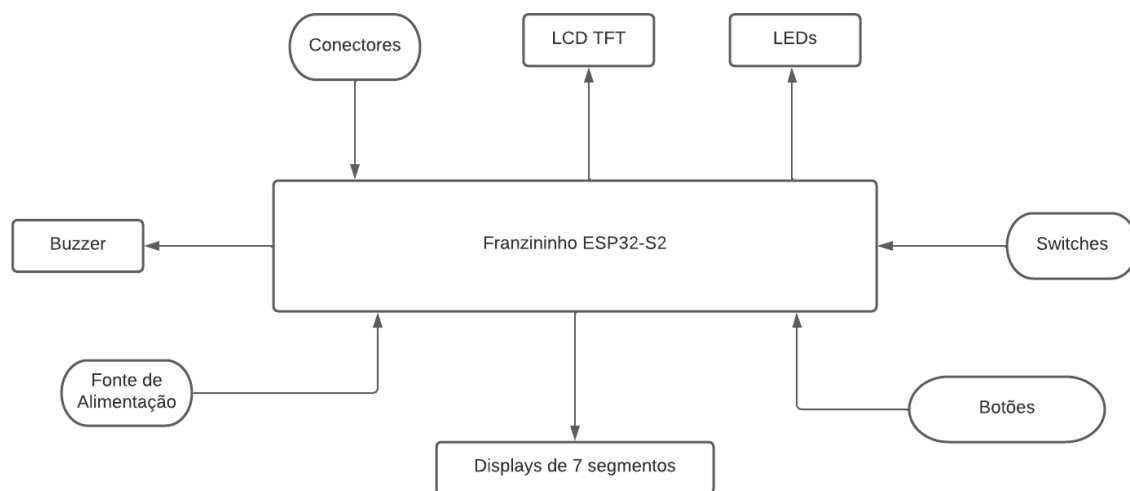 Conectores
LCD TFT
LEDs
Buzzer
Franzininho ESP32-S2
Switches
Fonte de
Alimentação
Botões
Displays de 7 segmentos